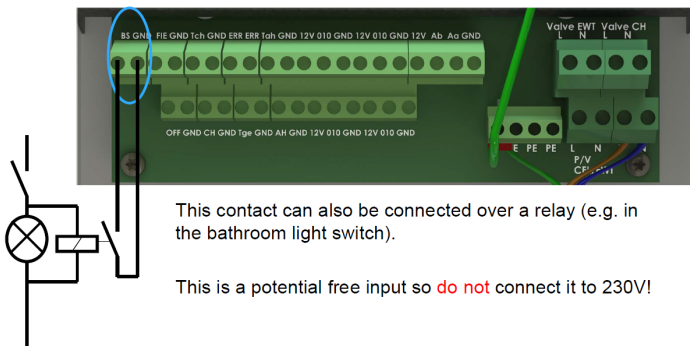 Valve EWT Valve CH
L N L N
BS GND FIE GND Tch GND ERR ERR Tah GND 12V 010 GND 12V 010 GND 12V Ab Aa GND
OFF GND CH GND Tge GND AH GND 12V 010 GND 12V 010 GND
E PE PE L N N
P/V
This contact can also be connected over a relay (e.g. in
the bathroom light switch).
This is a potential free input so do not connect it to 230V!